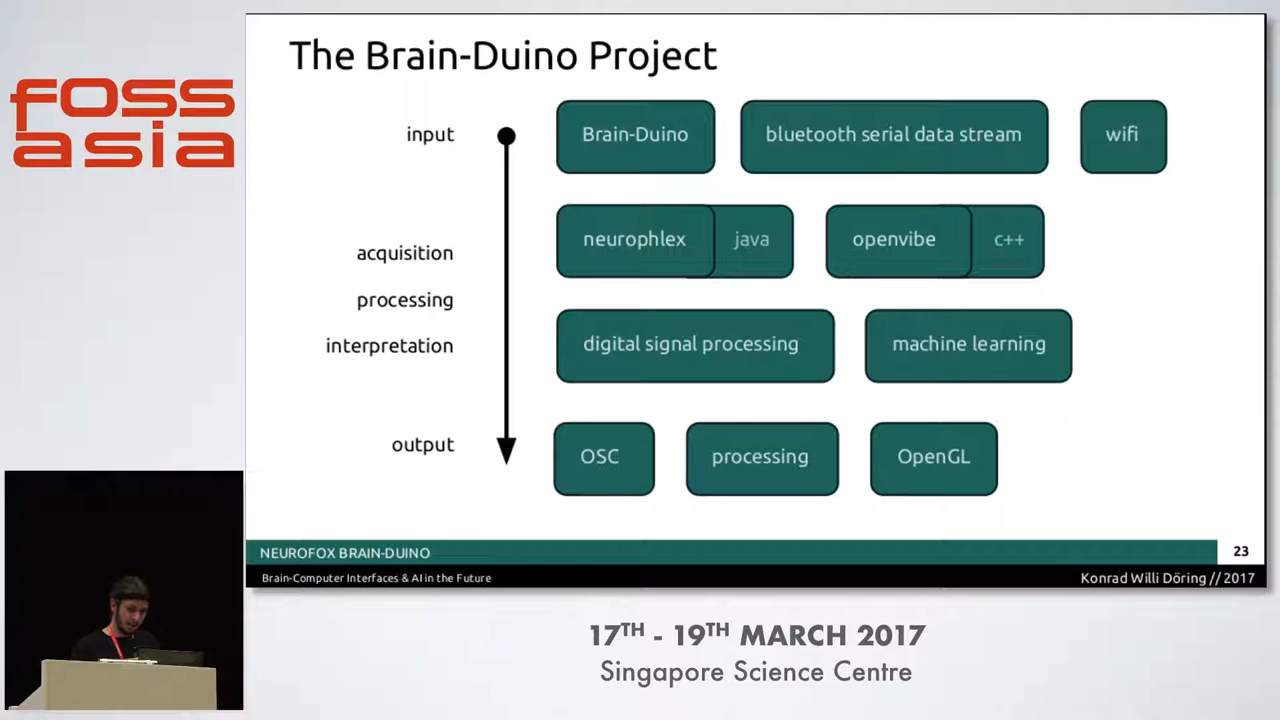 foss
asia
The Brain-Duino Project
input
Brain-Duino
bluetooth serial data stream
wifi
acquisition
neurophlex
java
openvibe
c++
processing
interpretation
digital signal processing
machine learning
output
OSC
processing
OpenGL
NEUROFOX BRAIN-DUINO
23
Brain-Computer Interfaces & AI in the Future
Konrad Willi Döring // 2017
17TH - 19TH MARCH 2017
Singapore Science Centre